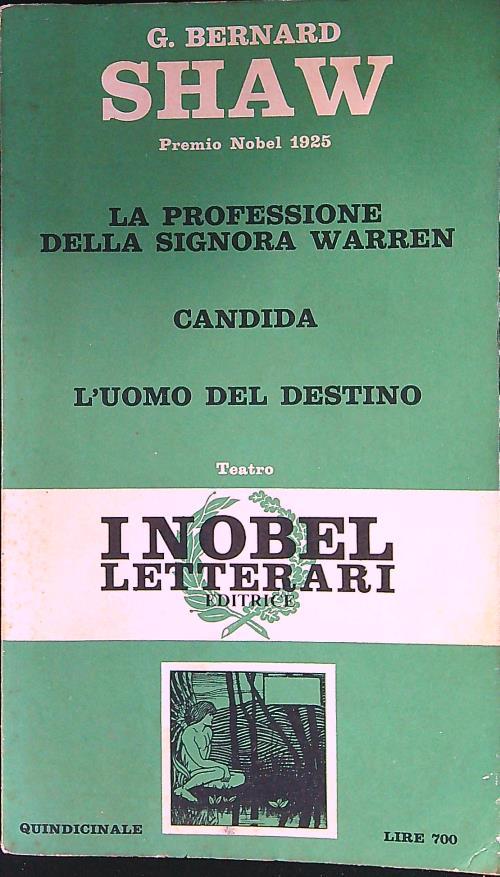 G. BERNARD
SHAW
Premio Nobel 1925
LA PROFESSIONE
DELLA SIGNORA WARREN
CANDIDA
L'UOMO DEL DESTINO
Teatro
I NOBEL
LETTERARI
EDITRICE
QUINDICINALE
LIRE 700